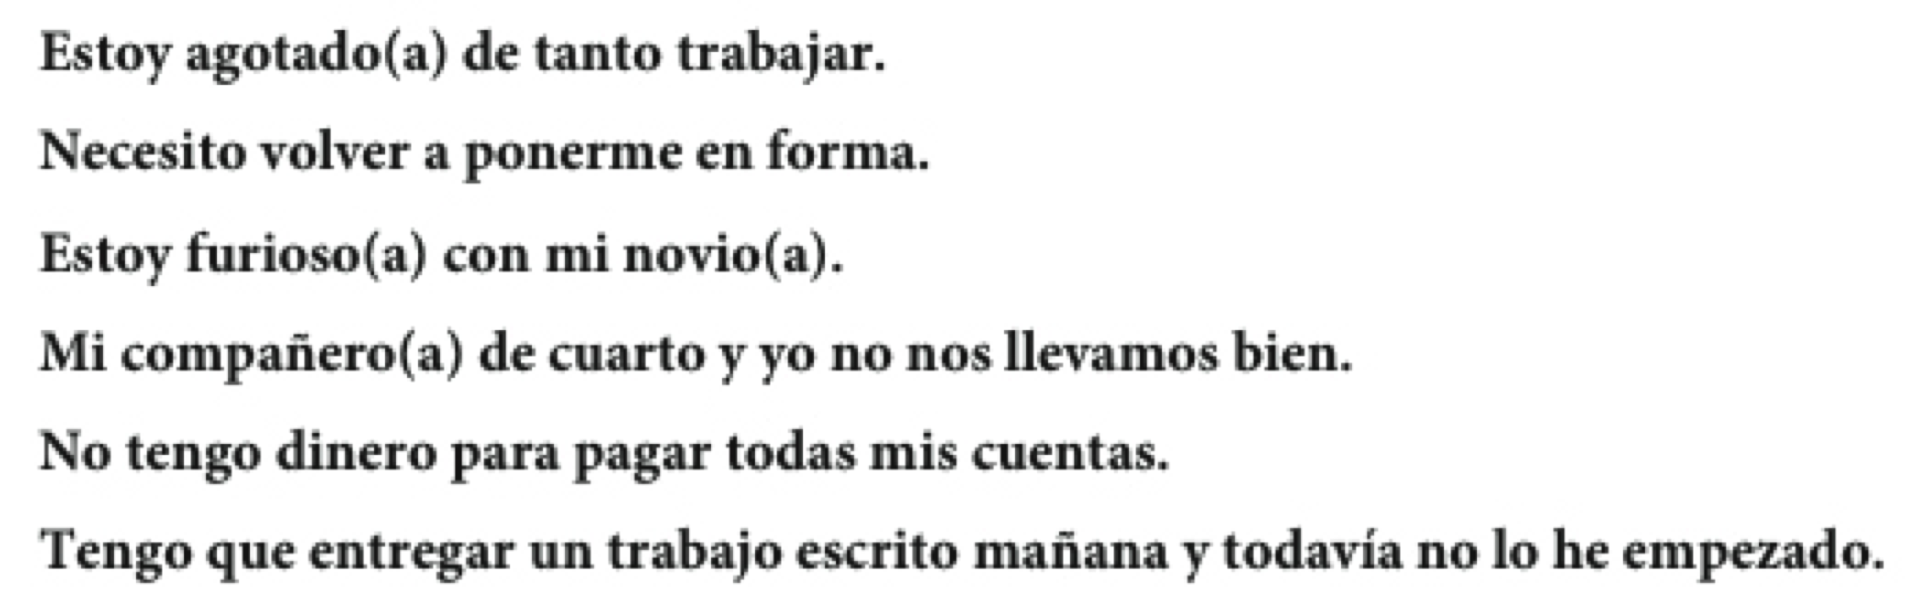 Estoy agotado(a) de tanto trabajar.
Necesito volver a ponerme en forma.
Estoy furioso(a) con mi novio(a).
Mi compañero(a) de cuarto y yo no nos llevamos bien.
No tengo dinero para pagar todas mis cuentas.
Tengo que entregar un trabajo escrito mañana y todavía no lo he empezado.